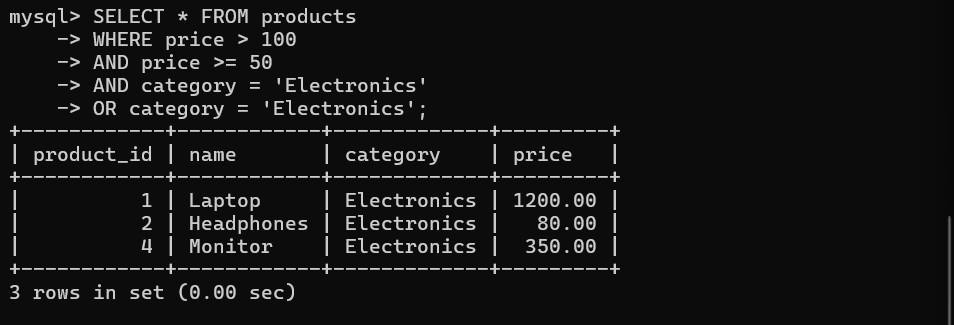 mysql> SELECT * FROM products
    -> WHERE price > 100
    -> AND price >= 50
    -> AND category = 'Electronics'
    -> OR category = 'Electronics';
+------------+------------+-------------+---------+
| product_id | name       | category    | price   |
+------------+------------+-------------+---------+
|          1 | Laptop     | Electronics | 1200.00 |
|          2 | Headphones | Electronics |   80.00 |
|          4 | Monitor    | Electronics |  350.00 |
+------------+------------+-------------+---------+
3 rows in set (0.00 sec)